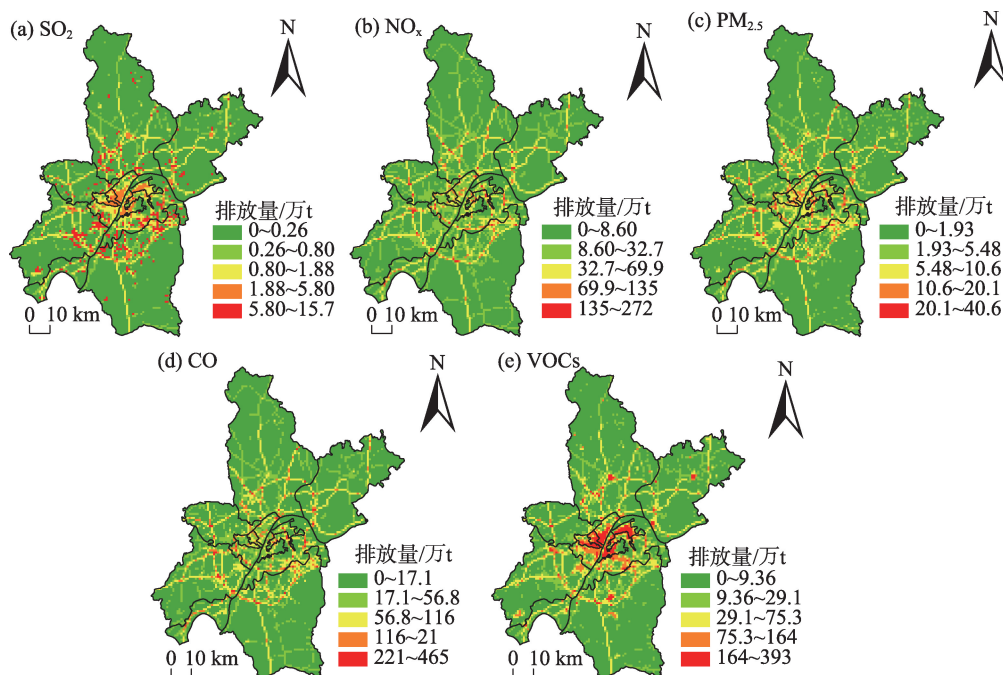 (a) SO₂
N
排放量/万t
0~0.26
0.26~0.80
0.80~1.88
1.88~5.80
5.80~15.7
0 10 km
(b) NOₓ
N
排放量/万t
0~8.60
8.60~32.7
32.7~69.9
69.9~135
135~272
0 10 km
(c) PM₂.₅
N
排放量/万t
0~1.93
1.93~5.48
5.48~10.6
10.6~20.1
20.1~40.6
0 10 km
(d) CO
N
排放量/万t
0~17.1
17.1~56.8
56.8~116
116~21
221~465
0 10 km
(e) VOCs
N
排放量/万t
0~9.36
9.36~29.1
29.1~75.3
75.3~164
164~393
0 10 km